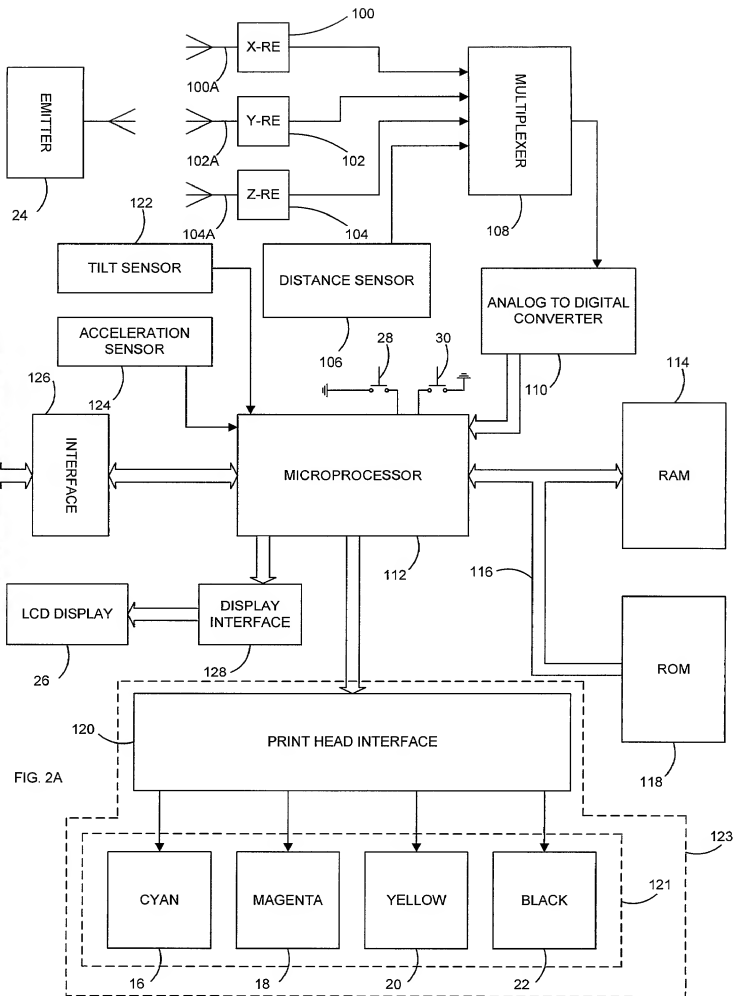 100
X-RE
100A
EMITTER
24
Y-RE
102A
102
MULTIPLEXER
Z-RE
104A
104
108
122
TILT SENSOR
DISTANCE SENSOR
106
ANALOG TO DIGITAL
CONVERTER
110
ACCELERATION
SENSOR
124
28
30
114
126
INTERFACE
MICROPROCESSOR
112
RAM
116
LCD DISPLAY
26
DISPLAY
INTERFACE
128
ROM
118
120
PRINT HEAD INTERFACE
FIG. 2A
123
CYAN
MAGENTA
YELLOW
BLACK
121
16
18
20
22